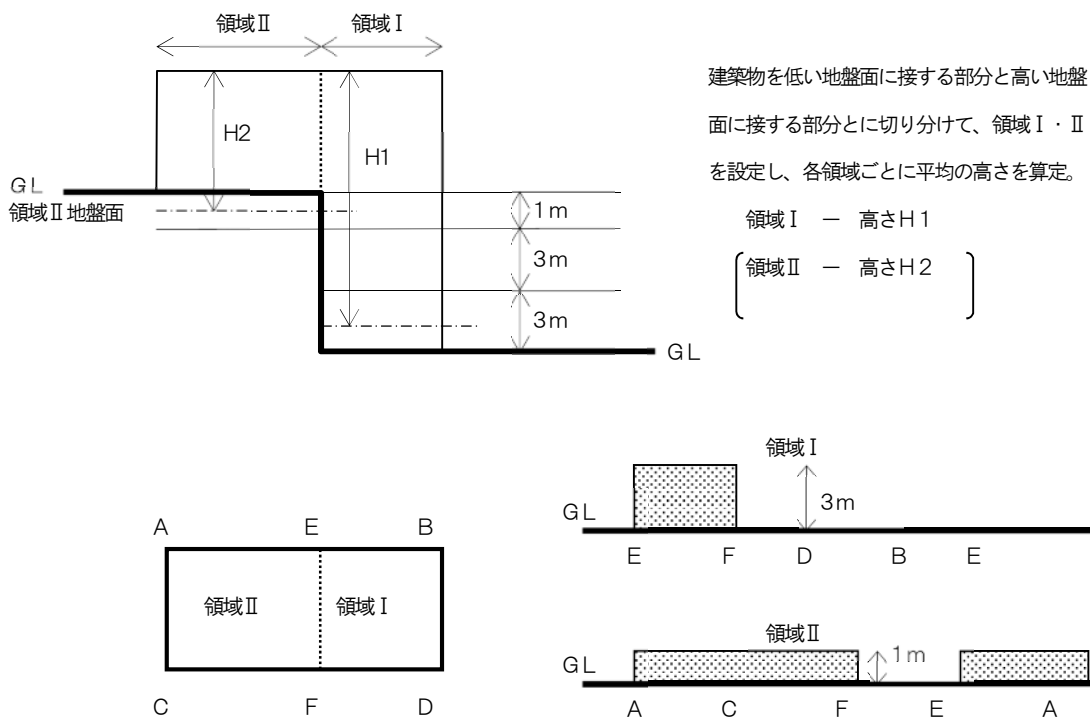 領域Ⅱ 領域Ⅰ
建築物を低い地盤面に接する部分と高い地盤
面に接する部分とに切り分けて、領域Ⅰ・Ⅱ
を設定し、各領域ごとに平均の高さを算定。
領域Ⅰ － 高さH1
領域Ⅱ － 高さH2
H2
H1
GL
領域Ⅱ地盤面
1m
3m
3m
GL
A E B
領域Ⅱ 領域Ⅰ
C F D
領域Ⅰ
3m
GL
E F D B E
領域Ⅱ
1m
GL
A C F E A